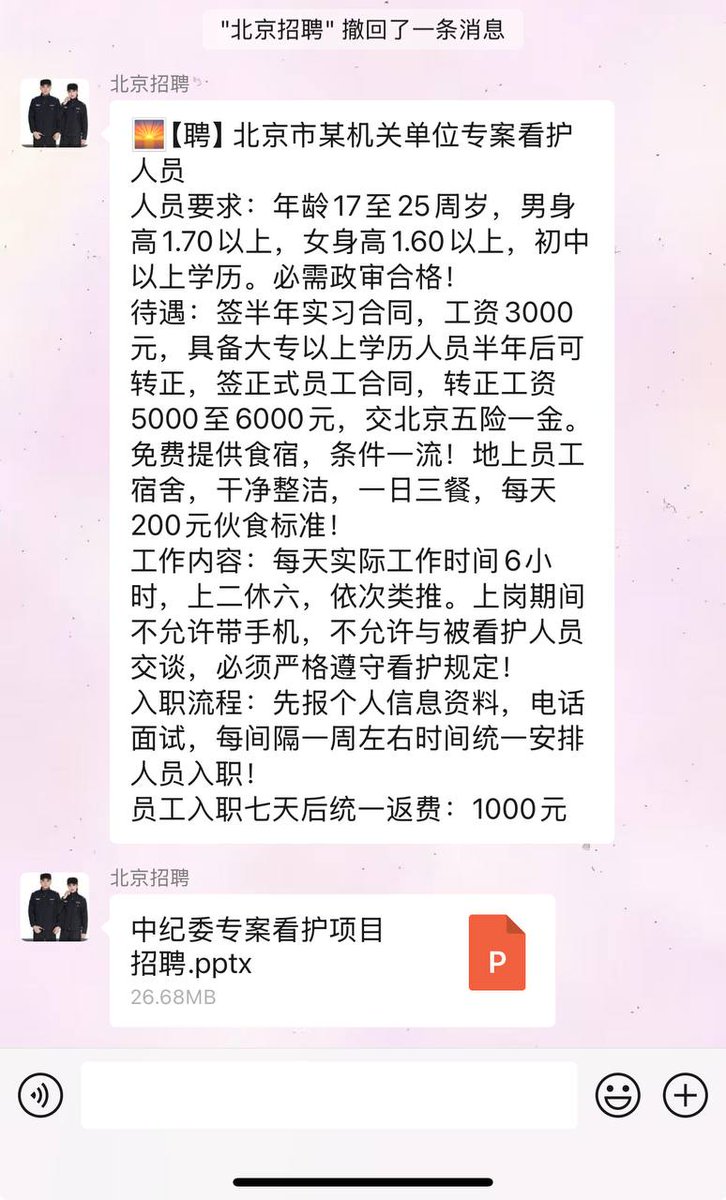 "北京招聘" 撤回了一条消息
北京招聘
【聘】北京市某机关单位专案看护
人员
人员要求：年龄17至25周岁，男身
高1.70以上，女身高1.60以上，初中
以上学历。必需政审合格！
待遇：签半年实习合同，工资3000
元，具备大专以上学历人员半年后可
转正，签正式员工合同，转正工资
5000至6000元，交北京五险一金。
免费提供食宿，条件一流！地上员工
宿舍，干净整洁，一日三餐，每天
200元伙食标准！
工作内容：每天实际工作时间6小
时，上二休六，依次类推。上岗期间
不允许带手机，不允许与被看护人员
交谈，必须严格遵守看护规定！
入职流程：先报个人信息资料，电话
面试，每间隔一周左右时间统一安排
人员入职！
员工入职七天后统一返费：1000元
北京招聘
中纪委专案看护项目
招聘.pptx
P
26.68MB